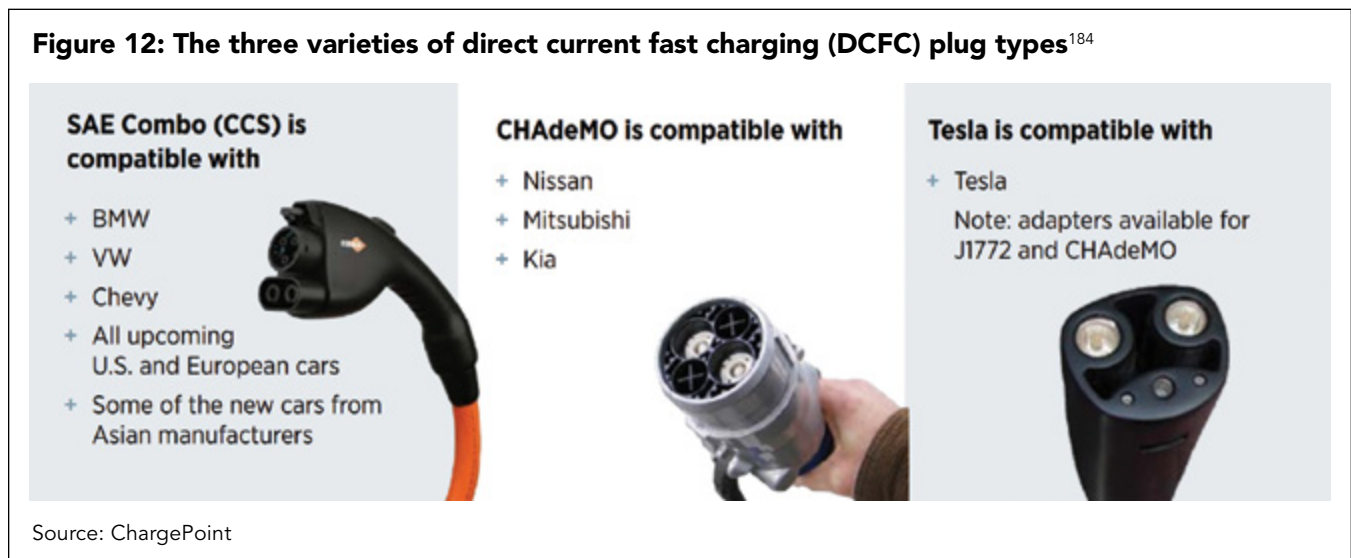 Figure 12: The three varieties of direct current fast charging (DCFC) plug types184
SAE Combo (CCS) is
compatible with
+ BMW
+ VW
+ Chevy
+ All upcoming
U.S. and European cars
+ Some of the new cars from
Asian manufacturers
CHAdeMO is compatible with
+ Nissan
+ Mitsubishi
+ Kia
Tesla is compatible with
+ Tesla
Note: adapters available for
J1772 and CHAdeMO
Source: ChargePoint